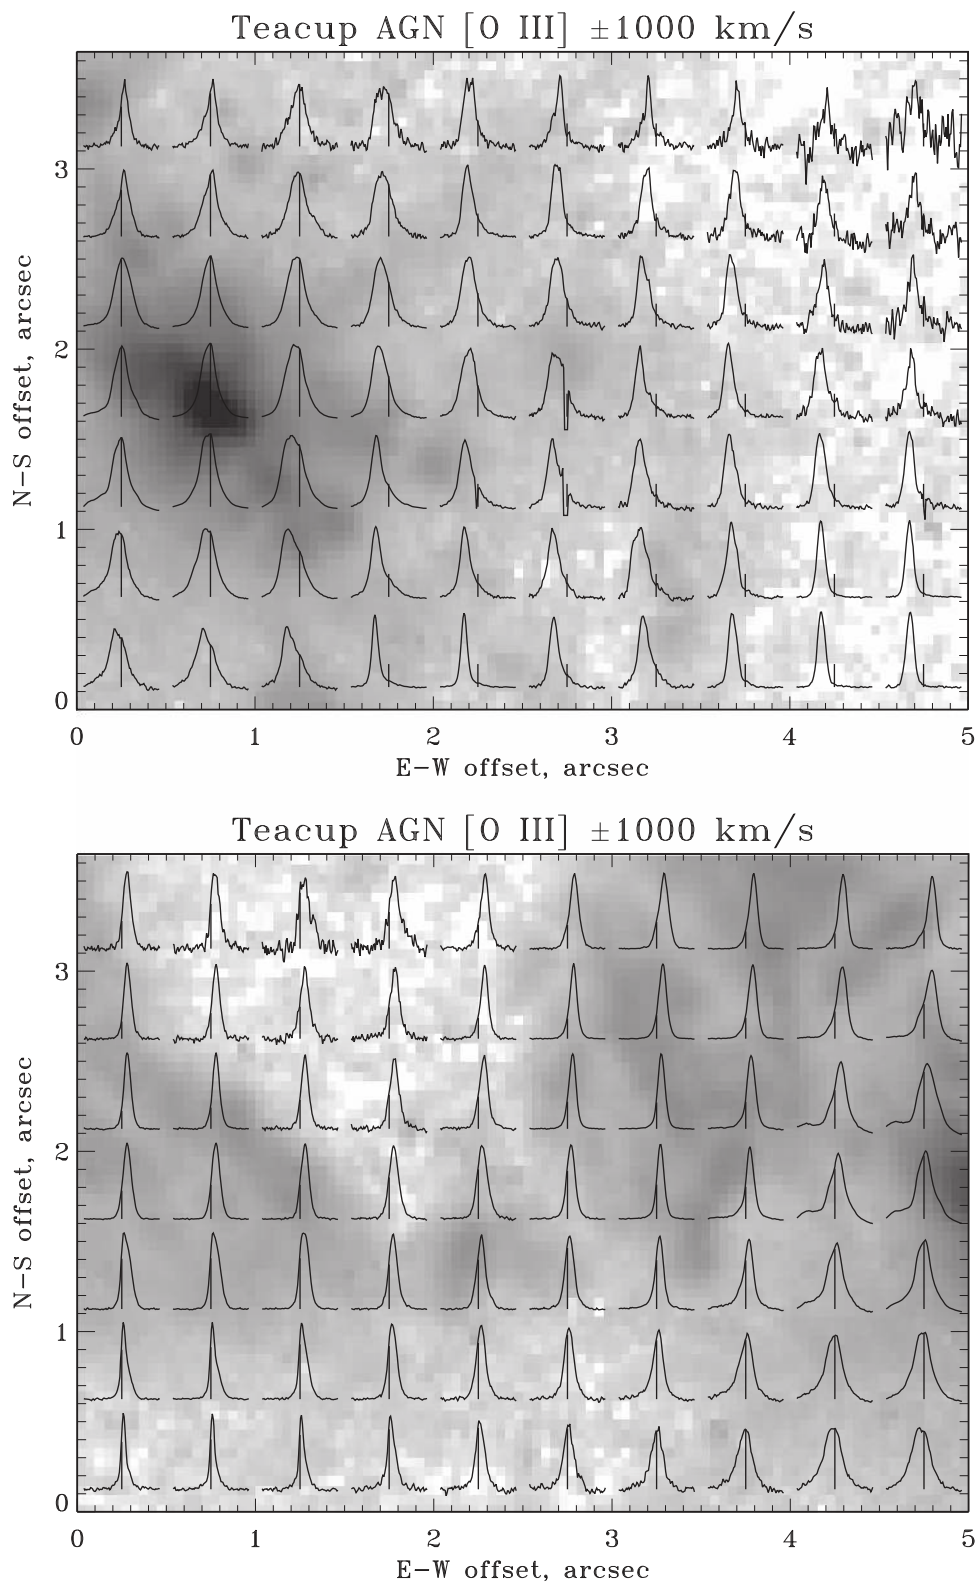 Teacup AGN [O III] ±1000 km/s
3
2
1
0
N−S offset, arcsec
0 1 2 3 4 5
E−W offset, arcsec
Teacup AGN [O III] ±1000 km/s
3
2
1
0
N−S offset, arcsec
0 1 2 3 4 5
E−W offset, arcsec